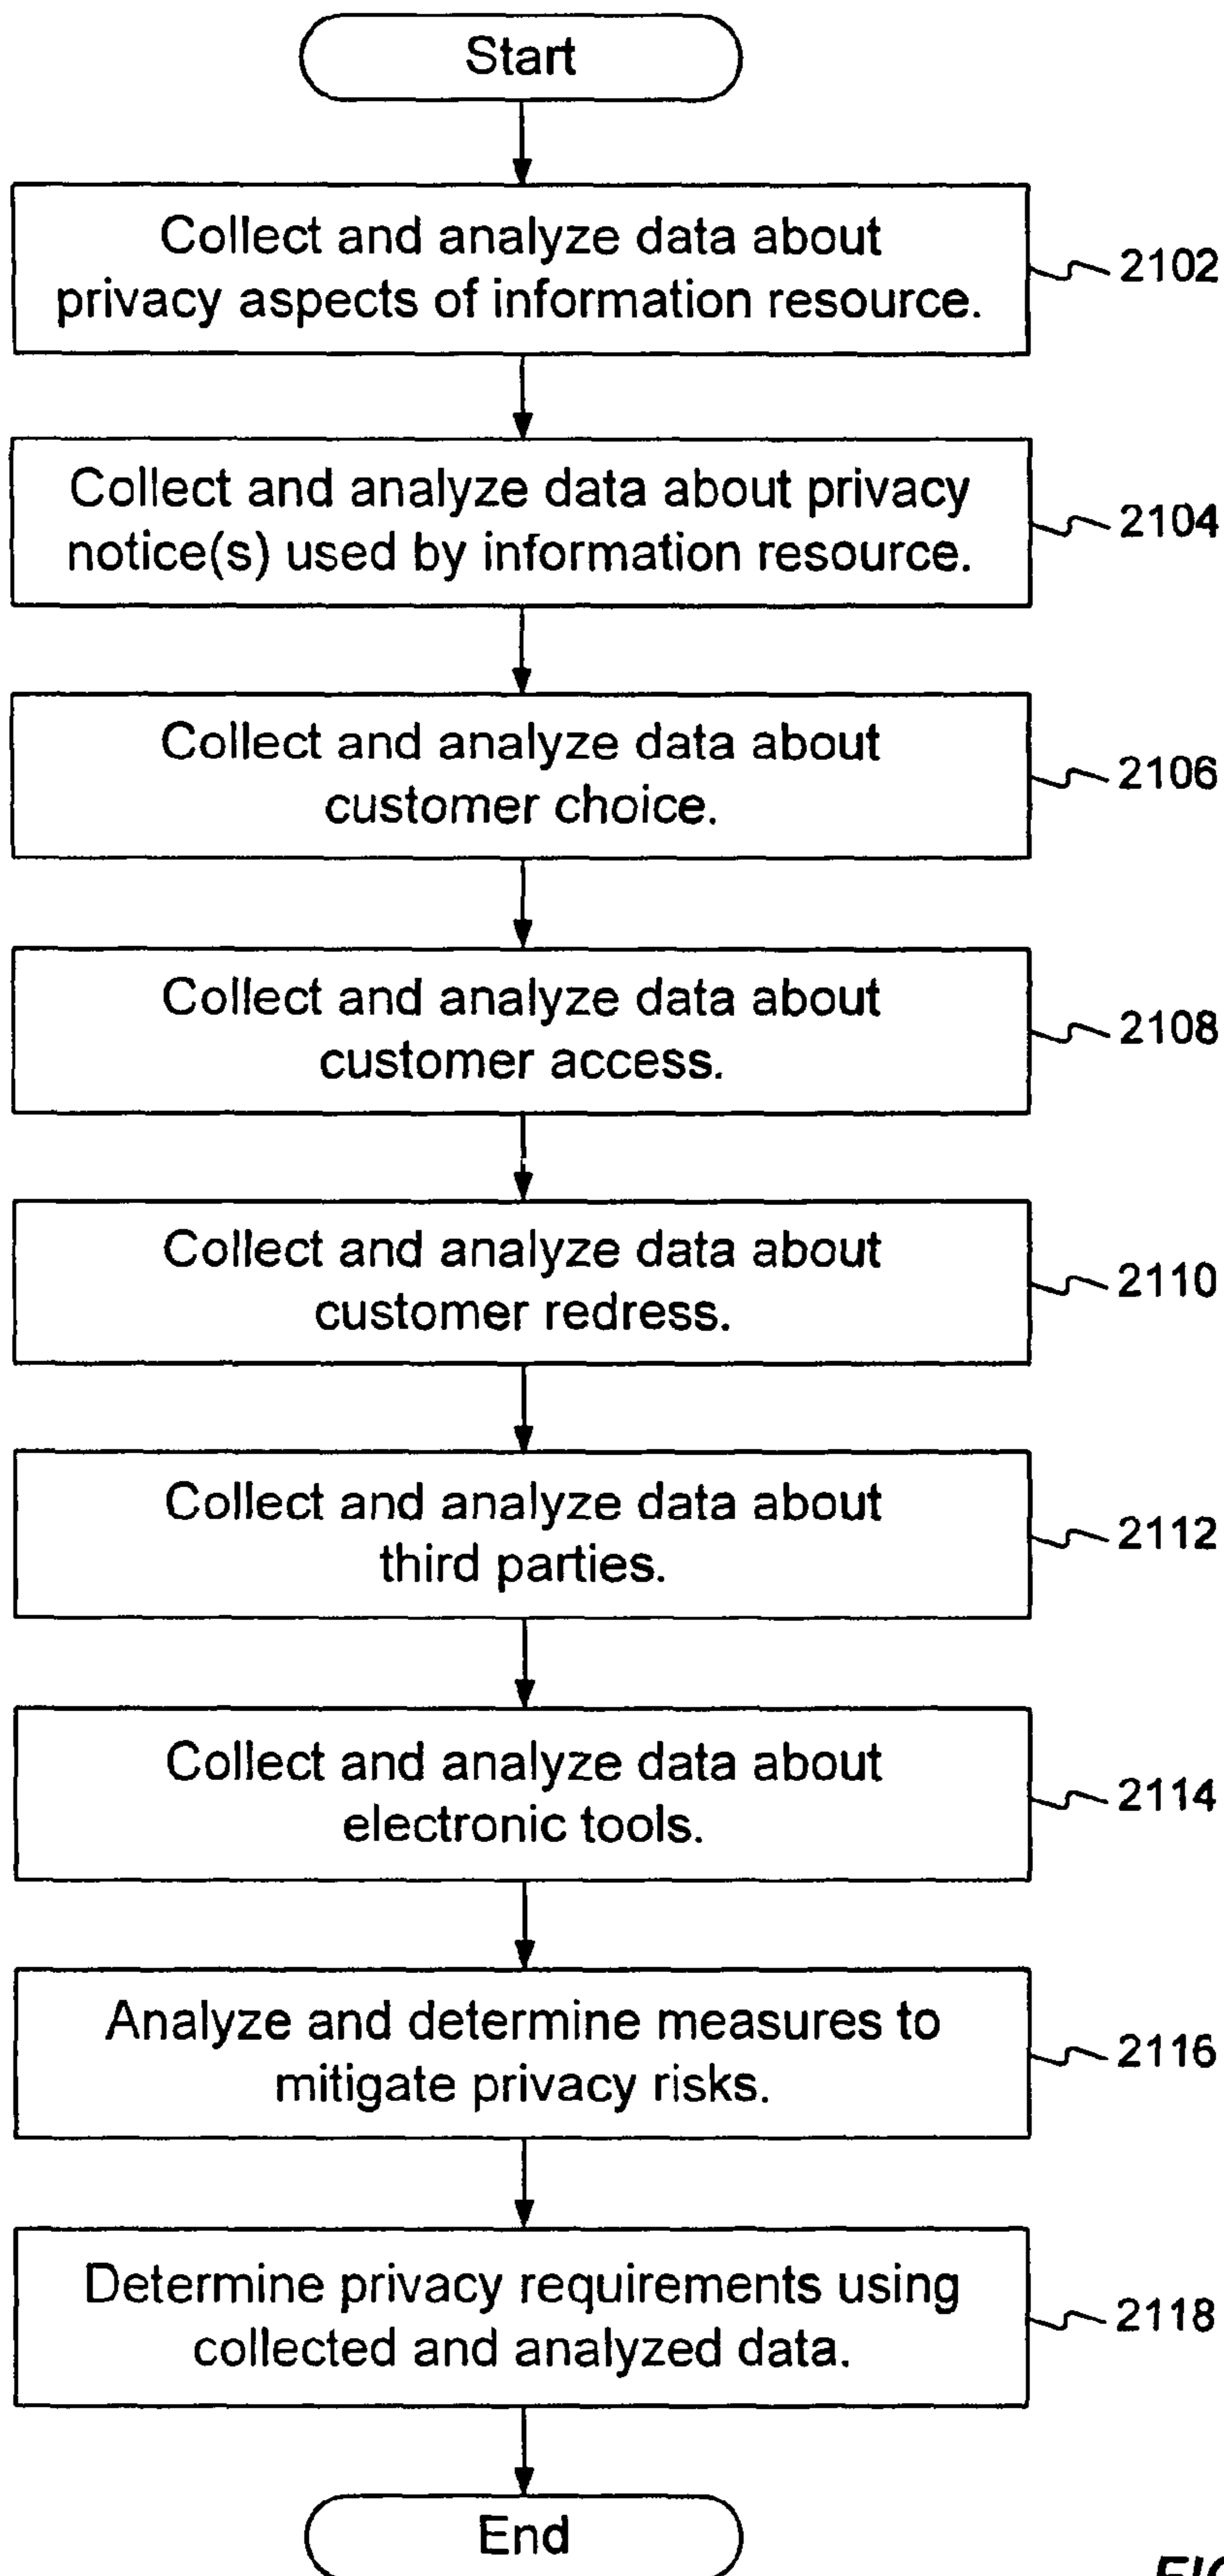 Start
Collect and analyze data about
privacy aspects of information resource.
2102
Collect and analyze data about privacy
notice(s) used by information resource.
2104
Collect and analyze data about
customer choice.
2106
Collect and analyze data about
customer access.
2108
Collect and analyze data about
customer redress.
2110
Collect and analyze data about
third parties.
2112
Collect and analyze data about
electronic tools.
2114
Analyze and determine measures to
mitigate privacy risks.
2116
Determine privacy requirements using
collected and analyzed data.
2118
End